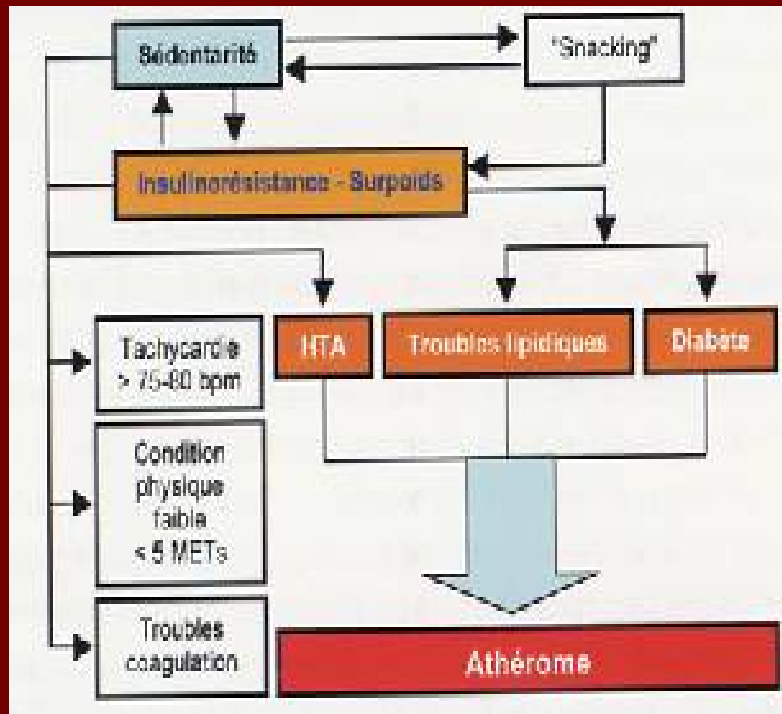 Sédentarité
"Snacking"
Insulinorésistance - Surpoids
Tachycardie
> 75-80 bpm
HTA
Troubles lipidiques
Diabète
Condition
physique
faible
< 5 METs
Troubles
coagulation
Athérome